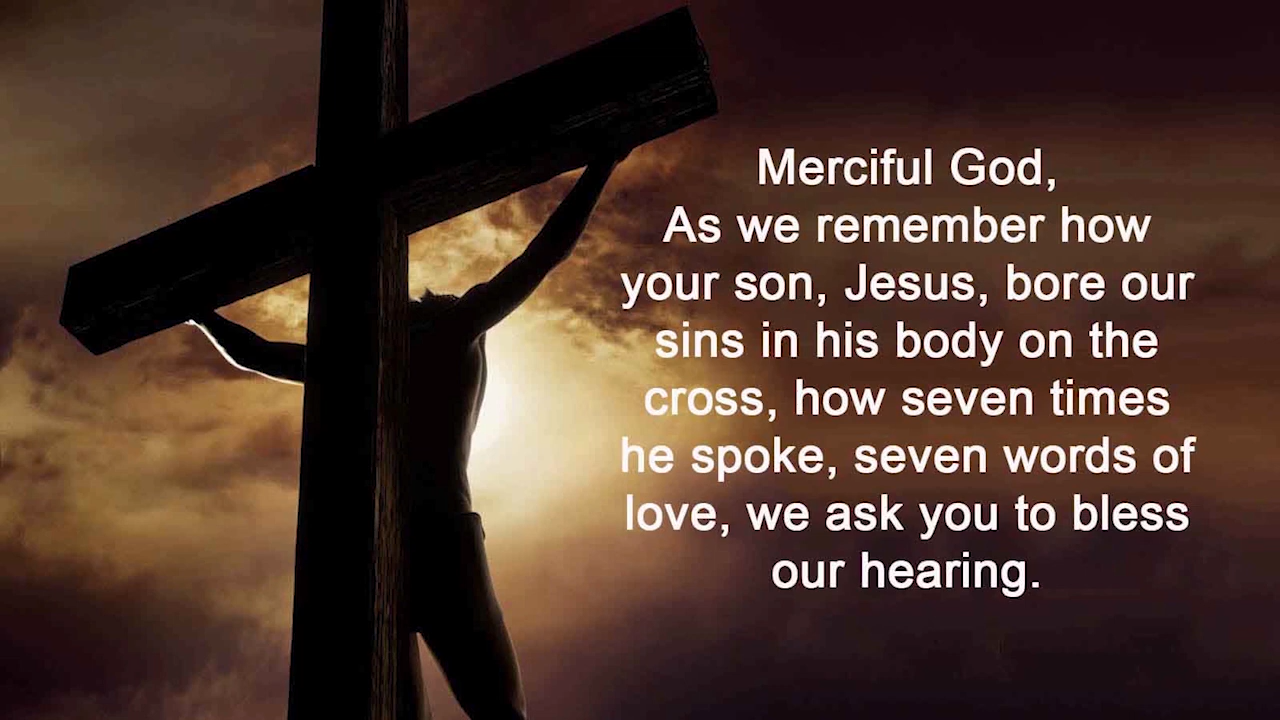 Merciful God,
As we remember how
your son, Jesus, bore our
sins in his body on the
cross, how seven times
he spoke, seven words of
love, we ask you to bless
our hearing.